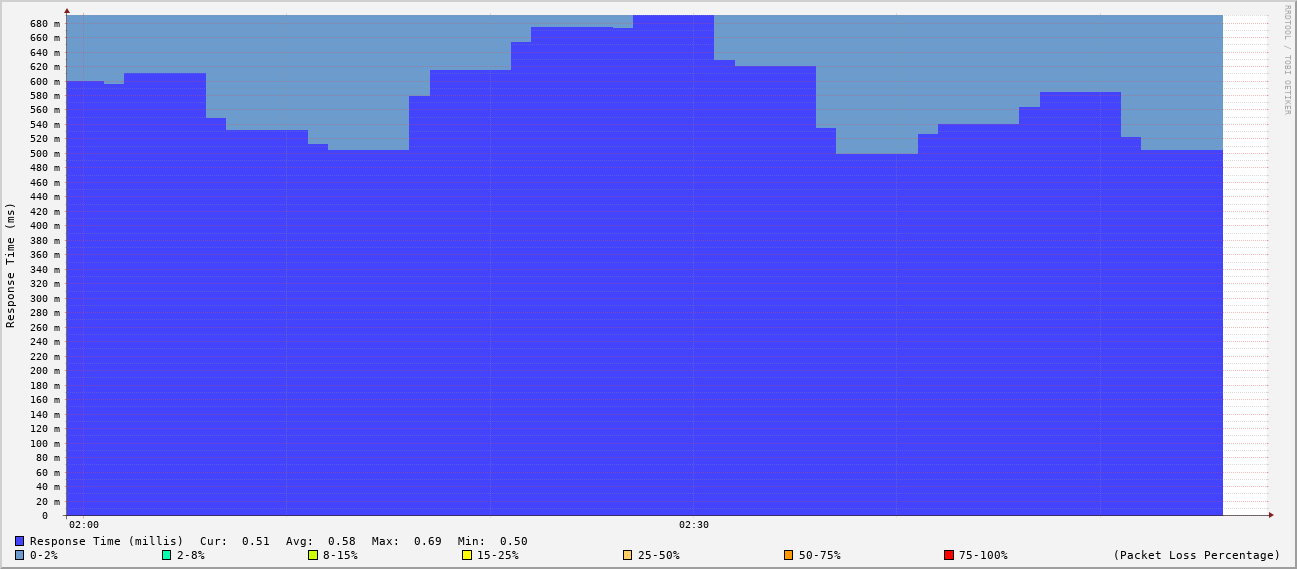 RRDTOOL / TOBI OETIKER
Response Time (ms)
680 m
660 m
640 m
620 m
600 m
580 m
560 m
540 m
520 m
500 m
480 m
460 m
440 m
420 m
400 m
380 m
360 m
340 m
320 m
300 m
280 m
260 m
240 m
220 m
200 m
180 m
160 m
140 m
120 m
100 m
80 m
60 m
40 m
20 m
0
02:00 02:30
Response Time (millis) Cur: 0.51 Avg: 0.58 Max: 0.69 Min: 0.50
0-2% 2-8% 8-15% 15-25% 25-50% 50-75% 75-100% (Packet Loss Percentage)